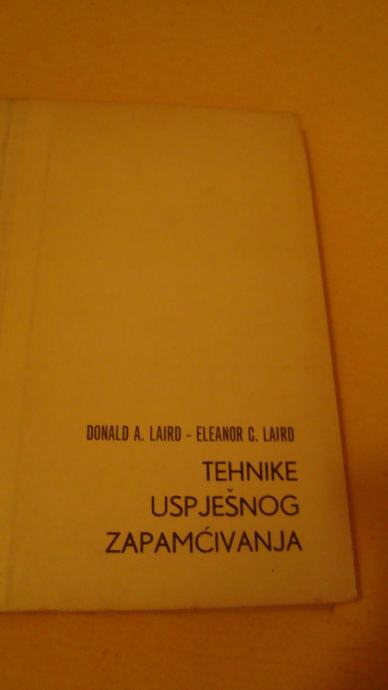 DONALD A. LAIRD - ELEANOR C. LAIRD
TEHNIKE
USPJEŠNOG
ZAPAMĆIVANJA